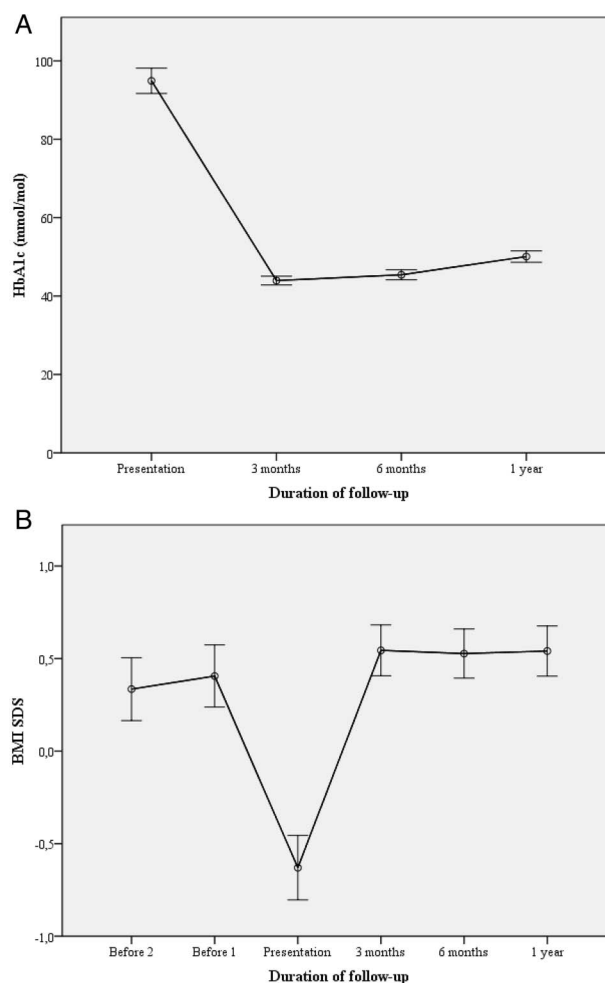 A
100
80
60
40
20
0
HbA1c (mmol/mol)
Presentation 3 months 6 months 1 year
Duration of follow-up
B
1,0
0,5
0,0
-0,5
-1,0
BMI SDS
Before 2 Before 1 Presentation 3 months 6 months 1 year
Duration of follow-up